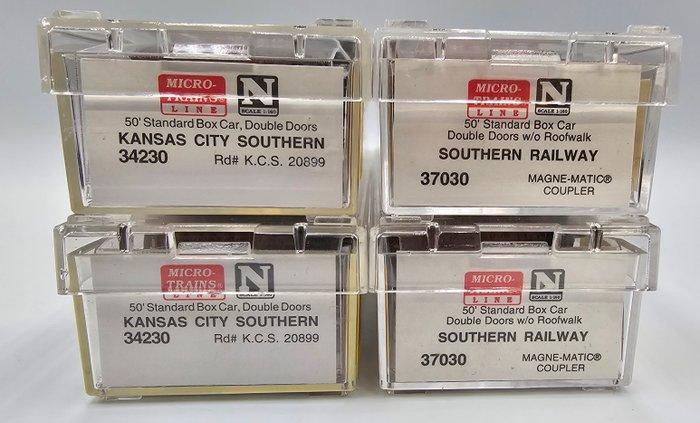 MICRO-
TRAINS®
LINE
N
SCALE 1:160
50' Standard Box Car, Double Doors
KANSAS CITY SOUTHERN
34230 Rd# K.C.S. 20899
MICRO-
TRAINS
LINE
N
SCALE 1:160
50' Standard Box Car
Double Doors w/o Roofwalk
SOUTHERN RAILWAY
37030 MAGNE-MATIC®
COUPLER
MICRO-
TRAINS®
LINE
N
50' Standard Box Car, Double Doors
KANSAS CITY SOUTHERN
34230 Rd# K.C.S. 20899
MICRO-
TRAINS
LINE
N
SCALE 1:160
50' Standard Box Car
Double Doors w/o Roofwalk
SOUTHERN RAILWAY
37030 MAGNE-MATIC®
COUPLER